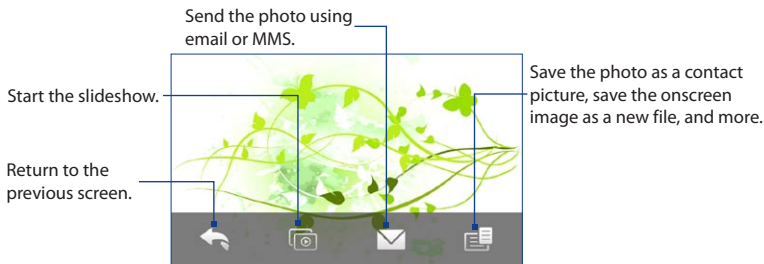 Send the photo using
email or MMS.
Start the slideshow.
Save the photo as a contact
picture, save the onscreen
image as a new file, and more.
Return to the
previous screen.